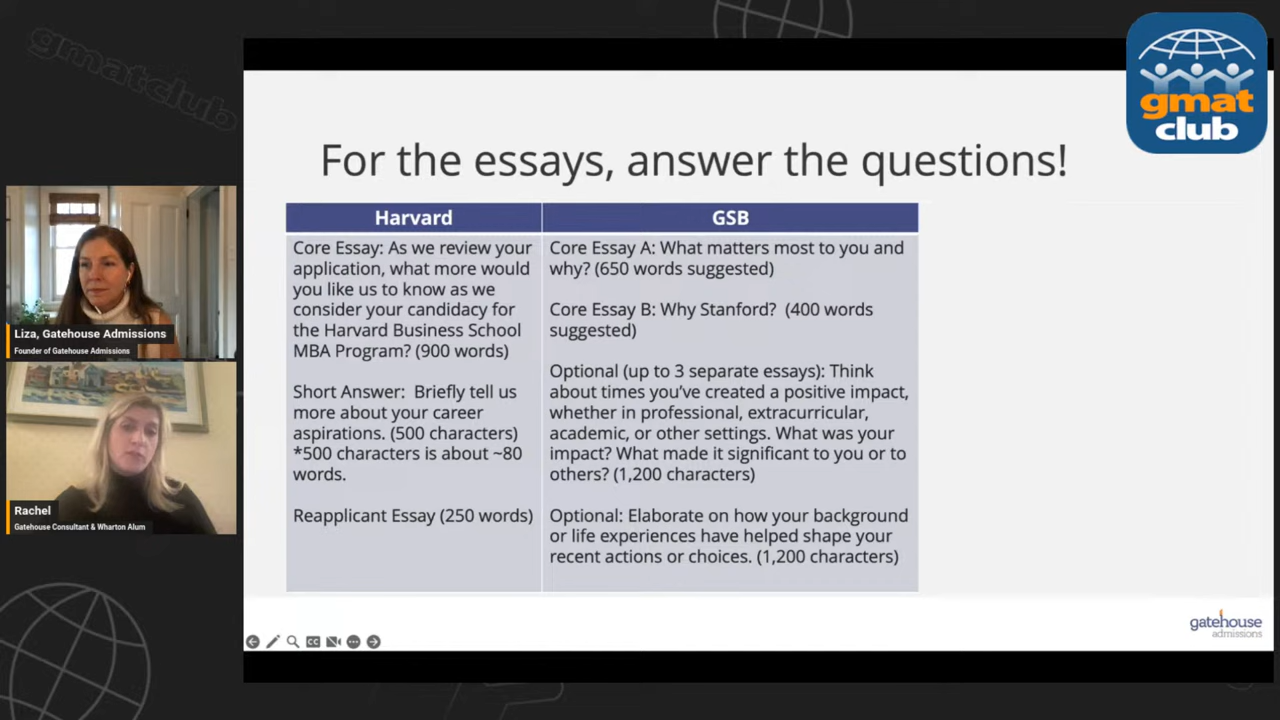 gmatclub
gmat
club
For the essays, answer the questions!
Harvard
Core Essay: As we review your
application, what more would
you like us to know as we
consider your candidacy for
the Harvard Business School
MBA Program? (900 words)
Short Answer:  Briefly tell us
more about your career
aspirations. (500 characters)
*500 characters is about ~80
words.
Reapplicant Essay (250 words)
GSB
Core Essay A: What matters most to you and
why? (650 words suggested)
Core Essay B: Why Stanford?  (400 words
suggested)
Optional (up to 3 separate essays): Think
about times you've created a positive impact,
whether in professional, extracurricular,
academic, or other settings. What was your
impact? What made it significant to you or to
others? (1,200 characters)
Optional: Elaborate on how your background
or life experiences have helped shape your
recent actions or choices. (1,200 characters)
Liza, Gatehouse Admissions
Founder of Gatehouse Admissions
Rachel
Gatehouse Consultant & Wharton Alum
CC
gatehouse
admissions